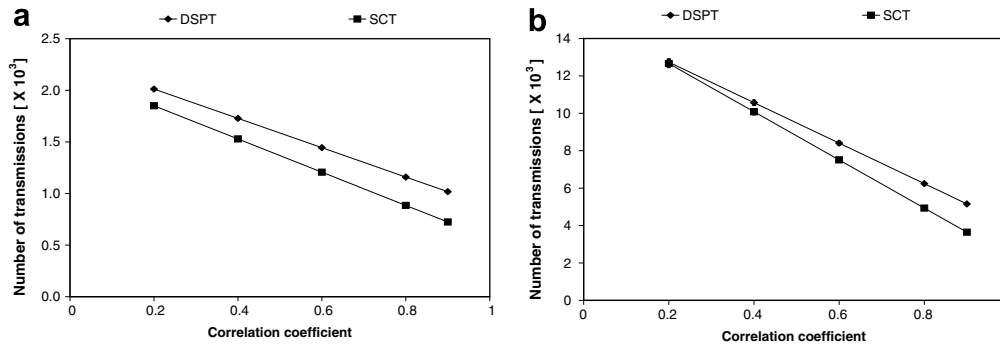 a
DSPT
SCT
Number of transmissions [ X 10³]
2.5
2.0
1.5
1.0
0.5
0.0
0
0.2
0.4
0.6
0.8
1
Correlation coefficient
b
DSPT
SCT
Number of transmissions [ X 10³]
14
12
10
8
6
4
2
0
0
0.2
0.4
0.6
0.8
Correlation coefficient